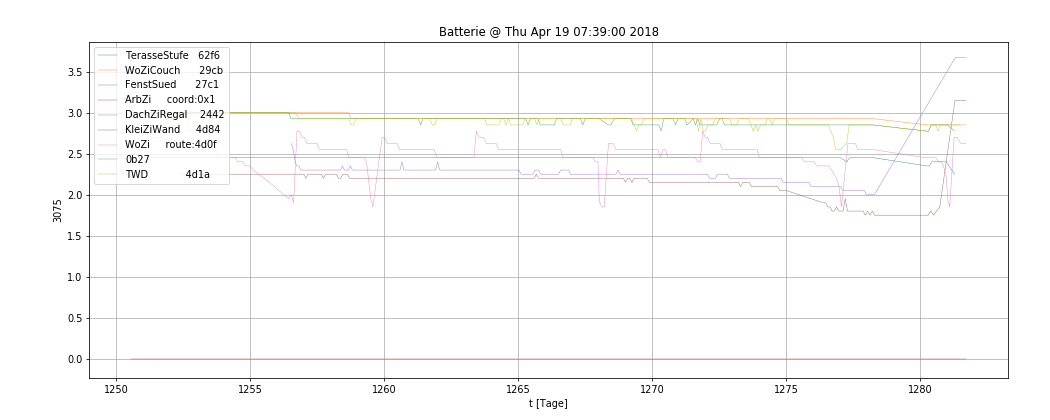 Batterie @ Thu Apr 19 07:39:00 2018
TerasseStufe 62f6
WoZiCouch 29cb
FenstSued 27c1
ArbZi coord:0x1
DachZiRegal 2442
KleiZiWand 4d84
WoZi route:4d0f
0b27
TWD 4d1a
3.5
3.0
2.5
2.0
1.5
1.0
0.5
0.0
3075
1250 1255 1260 1265 1270 1275 1280
t [Tage]